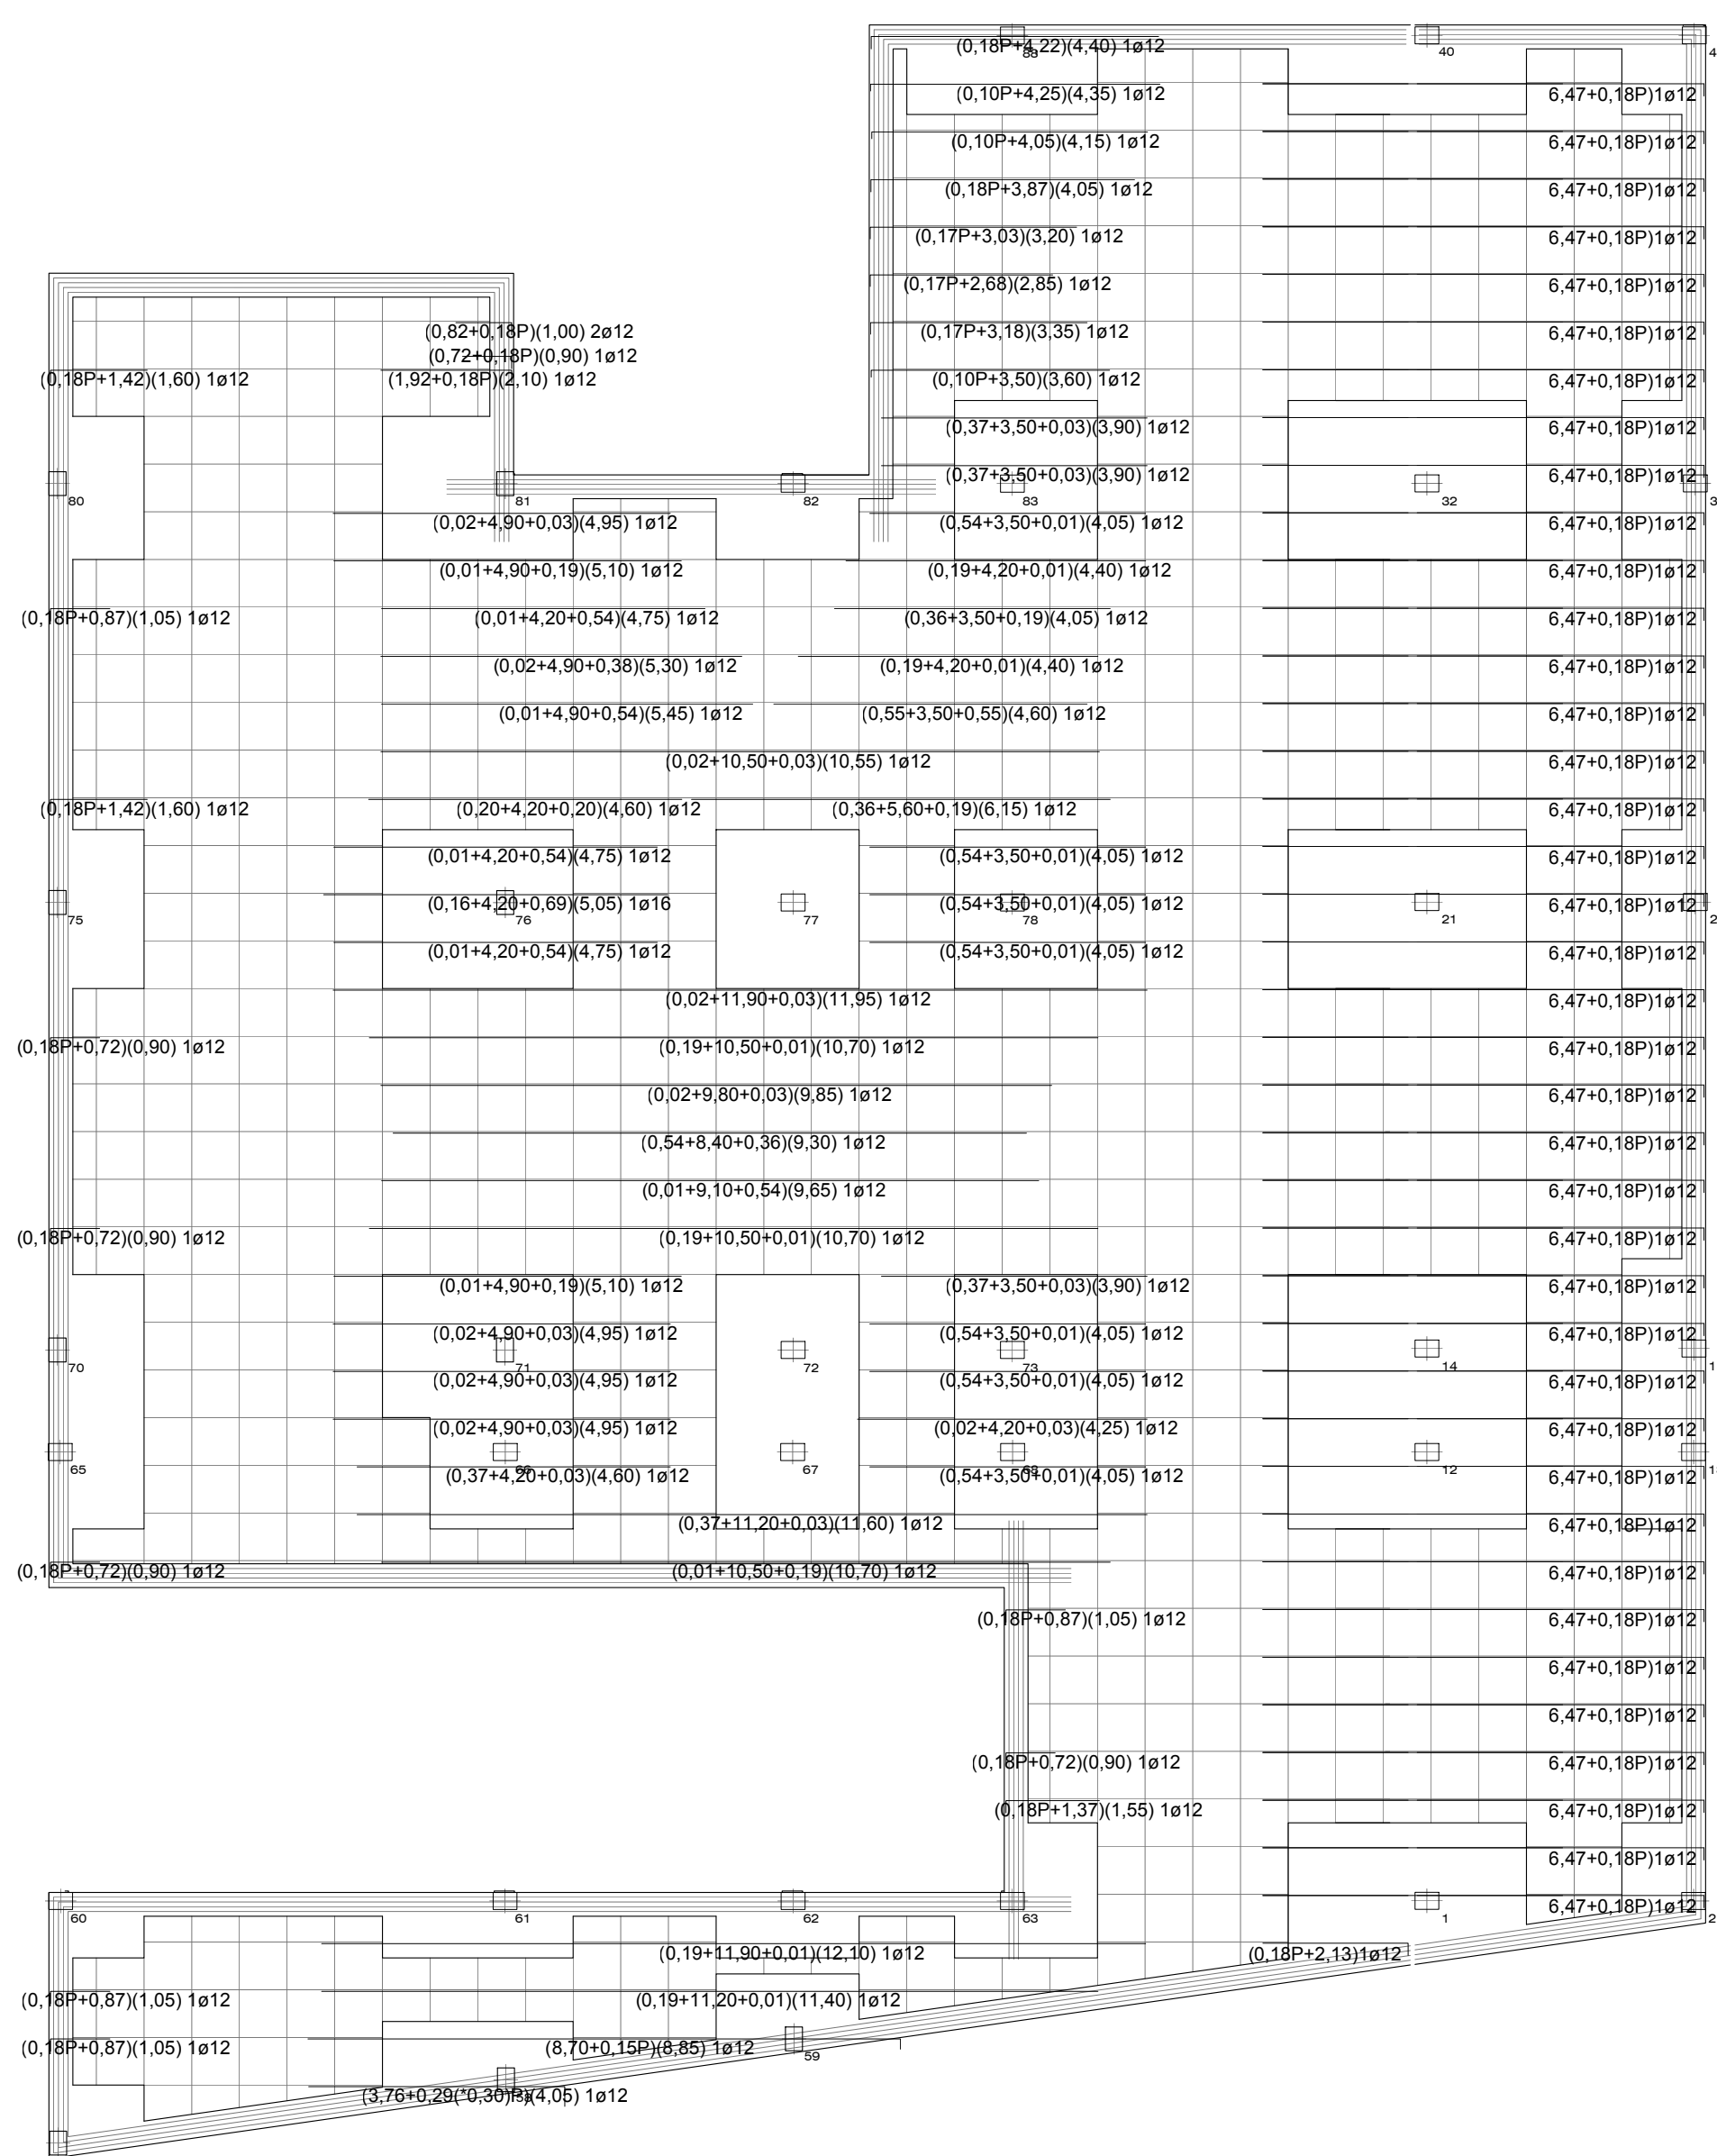 (0,18P+4,22)(4,40) 1ø12
88
40
4
(0,10P+4,25)(4,35) 1ø12
6,47+0,18P)1ø12
(0,10P+4,05)(4,15) 1ø12
6,47+0,18P)1ø12
(0,18P+3,87)(4,05) 1ø12
6,47+0,18P)1ø12
(0,17P+3,03)(3,20) 1ø12
6,47+0,18P)1ø12
(0,17P+2,68)(2,85) 1ø12
6,47+0,18P)1ø12
(0,82+0,18P)(1,00) 2ø12
(0,17P+3,18)(3,35) 1ø12
6,47+0,18P)1ø12
(0,72+0,18P)(0,90) 1ø12
(0,18P+1,42)(1,60) 1ø12
(1,92+0,18P)(2,10) 1ø12
(0,10P+3,50)(3,60) 1ø12
6,47+0,18P)1ø12
(0,37+3,50+0,03)(3,90) 1ø12
6,47+0,18P)1ø12
(0,37+3,50+0,03)(3,90) 1ø12
6,47+0,18P)1ø12
80
81
82
83
32
3
(0,02+4,90+0,03)(4,95) 1ø12
(0,54+3,50+0,01)(4,05) 1ø12
6,47+0,18P)1ø12
(0,01+4,90+0,19)(5,10) 1ø12
(0,19+4,20+0,01)(4,40) 1ø12
6,47+0,18P)1ø12
(0,18P+0,87)(1,05) 1ø12
(0,01+4,20+0,54)(4,75) 1ø12
(0,36+3,50+0,19)(4,05) 1ø12
6,47+0,18P)1ø12
(0,02+4,90+0,38)(5,30) 1ø12
(0,19+4,20+0,01)(4,40) 1ø12
6,47+0,18P)1ø12
(0,01+4,90+0,54)(5,45) 1ø12
(0,55+3,50+0,55)(4,60) 1ø12
6,47+0,18P)1ø12
(0,02+10,50+0,03)(10,55) 1ø12
6,47+0,18P)1ø12
(0,18P+1,42)(1,60) 1ø12
(0,20+4,20+0,20)(4,60) 1ø12
(0,36+5,60+0,19)(6,15) 1ø12
6,47+0,18P)1ø12
(0,01+4,20+0,54)(4,75) 1ø12
(0,54+3,50+0,01)(4,05) 1ø12
6,47+0,18P)1ø12
(0,16+4,20+0,69)(5,05) 1ø16
(0,54+3,50+0,01)(4,05) 1ø12
6,47+0,18P)1ø12
75
76
77
78
21
2
(0,01+4,20+0,54)(4,75) 1ø12
(0,54+3,50+0,01)(4,05) 1ø12
6,47+0,18P)1ø12
(0,02+11,90+0,03)(11,95) 1ø12
6,47+0,18P)1ø12
(0,18P+0,72)(0,90) 1ø12
(0,19+10,50+0,01)(10,70) 1ø12
6,47+0,18P)1ø12
(0,02+9,80+0,03)(9,85) 1ø12
6,47+0,18P)1ø12
(0,54+8,40+0,36)(9,30) 1ø12
6,47+0,18P)1ø12
(0,01+9,10+0,54)(9,65) 1ø12
6,47+0,18P)1ø12
(0,18P+0,72)(0,90) 1ø12
(0,19+10,50+0,01)(10,70) 1ø12
6,47+0,18P)1ø12
(0,01+4,90+0,19)(5,10) 1ø12
(0,37+3,50+0,03)(3,90) 1ø12
6,47+0,18P)1ø12
(0,02+4,90+0,03)(4,95) 1ø12
(0,54+3,50+0,01)(4,05) 1ø12
6,47+0,18P)1ø12
70
71
72
73
14
1
(0,02+4,90+0,03)(4,95) 1ø12
(0,54+3,50+0,01)(4,05) 1ø12
6,47+0,18P)1ø12
(0,02+4,90+0,03)(4,95) 1ø12
(0,02+4,20+0,03)(4,25) 1ø12
6,47+0,18P)1ø12
65
66
67
68
12
1
(0,37+4,20+0,03)(4,60) 1ø12
(0,54+3,50+0,01)(4,05) 1ø12
6,47+0,18P)1ø12
(0,37+11,20+0,03)(11,60) 1ø12
6,47+0,18P)1ø12
(0,18P+0,72)(0,90) 1ø12
(0,01+10,50+0,19)(10,70) 1ø12
6,47+0,18P)1ø12
(0,18P+0,87)(1,05) 1ø12
6,47+0,18P)1ø12
6,47+0,18P)1ø12
6,47+0,18P)1ø12
(0,18P+0,72)(0,90) 1ø12
6,47+0,18P)1ø12
(0,18P+1,37)(1,55) 1ø12
6,47+0,18P)1ø12
6,47+0,18P)1ø12
6,47+0,18P)1ø12
60
61
62
63
1
2
(0,19+11,90+0,01)(12,10) 1ø12
(0,18P+2,13)1ø12
(0,18P+0,87)(1,05) 1ø12
(0,19+11,20+0,01)(11,40) 1ø12
(0,18P+0,87)(1,05) 1ø12
(8,70+0,15P)(8,85) 1ø12
59
(3,76+0,29(*0,30)P)(4,05) 1ø12